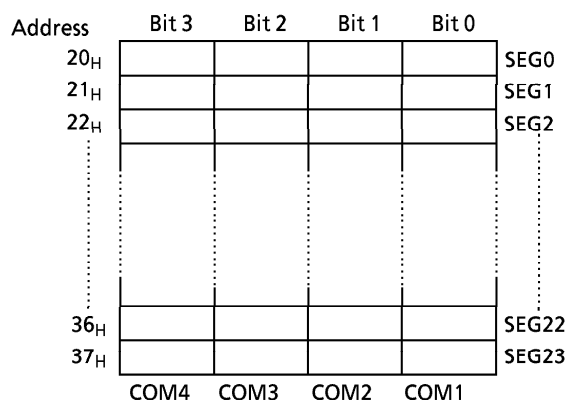 Address Bit 3 Bit 2 Bit 1 Bit 0
20H SEG0
21H SEG1
22H SEG2
36H SEG22
37H SEG23
COM4 COM3 COM2 COM1